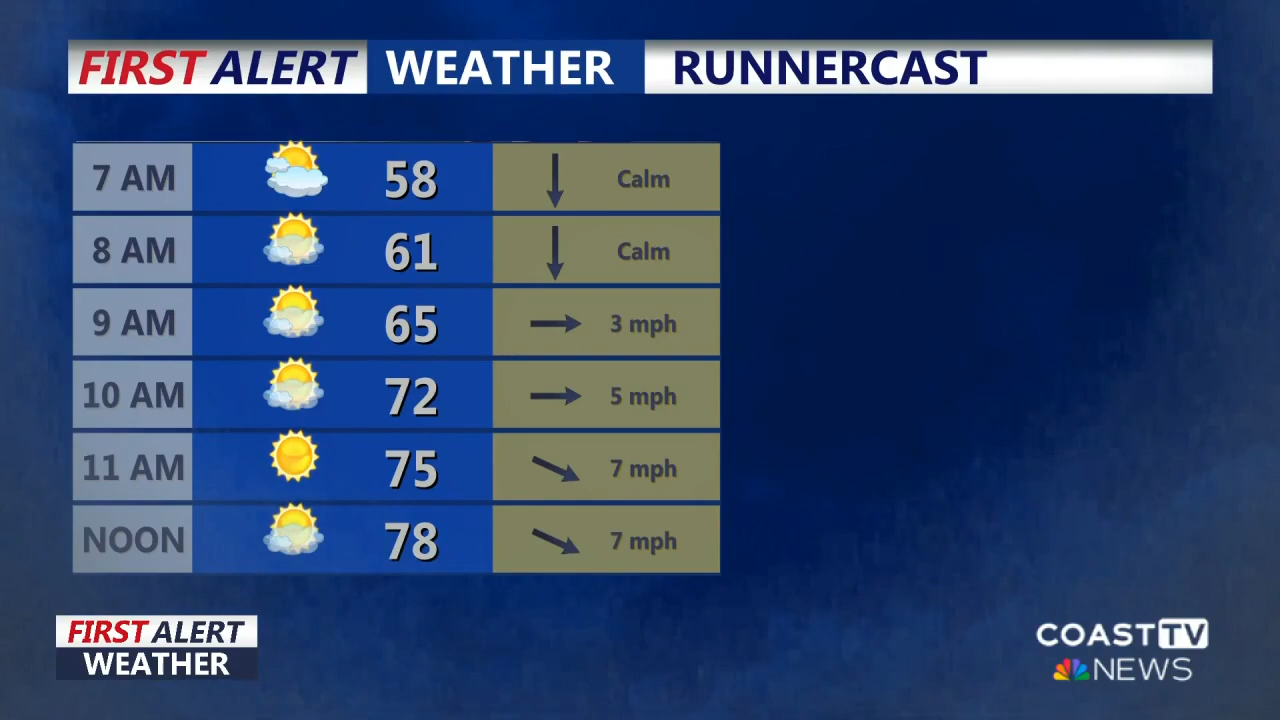 FIRST ALERT WEATHER RUNNERCAST
7 AM 58 Calm
8 AM 61 Calm
9 AM 65 3 mph
10 AM 72 5 mph
11 AM 75 7 mph
NOON 78 7 mph
FIRST ALERT
WEATHER
COAST TV
NEWS